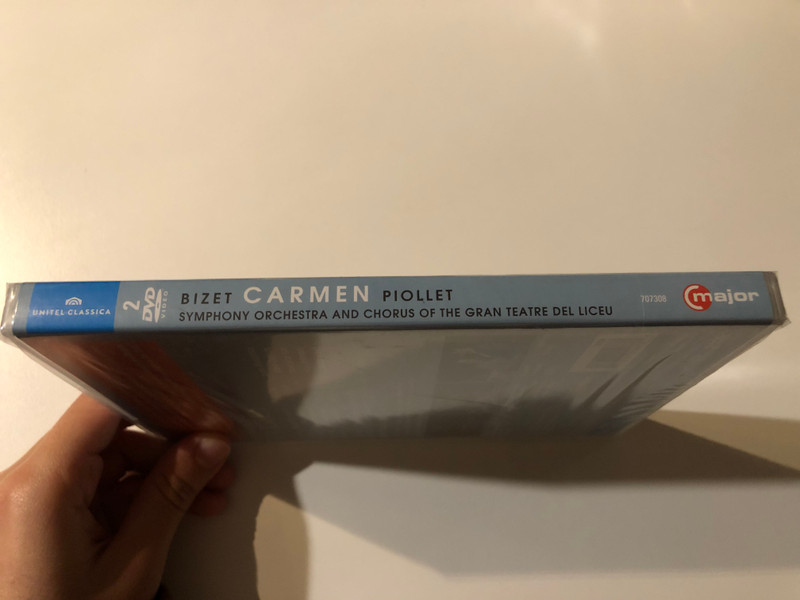 UNITEL CLASSICA
2
DVD
VIDEO
BIZET CARMEN PIOLLET
SYMPHONY ORCHESTRA AND CHORUS OF THE GRAN TEATRE DEL LICEU
707308
C major